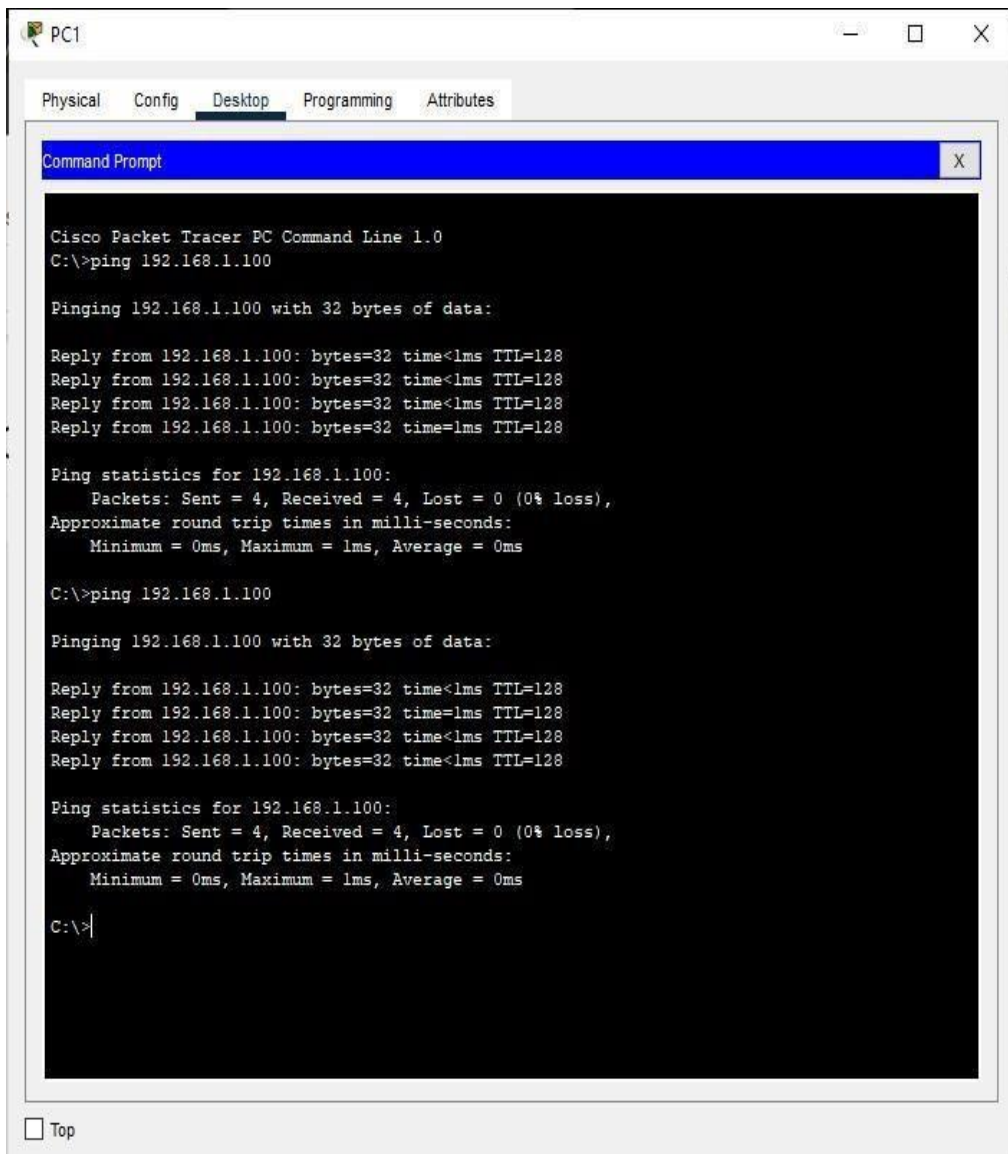 PC1
Physical Config Desktop Programming Attributes
Command Prompt X
Cisco Packet Tracer PC Command Line 1.0
C:\>ping 192.168.1.100
Pinging 192.168.1.100 with 32 bytes of data:
Reply from 192.168.1.100: bytes=32 time<1ms TTL=128
Reply from 192.168.1.100: bytes=32 time<1ms TTL=128
Reply from 192.168.1.100: bytes=32 time<1ms TTL=128
Reply from 192.168.1.100: bytes=32 time=1ms TTL=128
Ping statistics for 192.168.1.100:
Packets: Sent = 4, Received = 4, Lost = 0 (0% loss),
Approximate round trip times in milli-seconds:
Minimum = 0ms, Maximum = 1ms, Average = 0ms
C:\>ping 192.168.1.100
Pinging 192.168.1.100 with 32 bytes of data:
Reply from 192.168.1.100: bytes=32 time<1ms TTL=128
Reply from 192.168.1.100: bytes=32 time=1ms TTL=128
Reply from 192.168.1.100: bytes=32 time<1ms TTL=128
Reply from 192.168.1.100: bytes=32 time<1ms TTL=128
Ping statistics for 192.168.1.100:
Packets: Sent = 4, Received = 4, Lost = 0 (0% loss),
Approximate round trip times in milli-seconds:
Minimum = 0ms, Maximum = 1ms, Average = 0ms
C:\>
Top